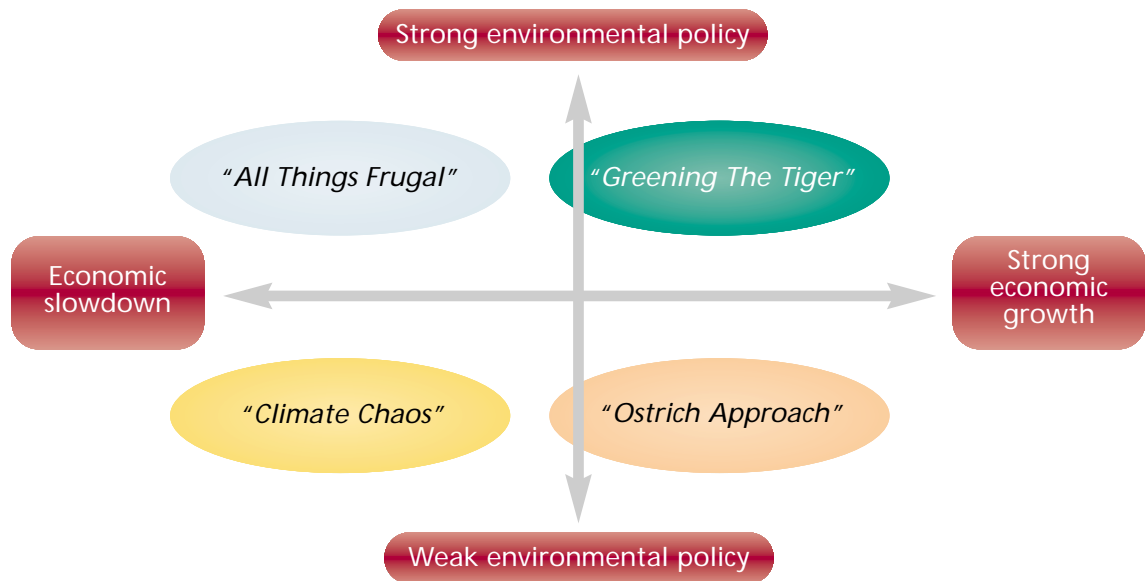 Strong environmental policy
“All Things Frugal”
“Greening The Tiger”
Economic
slowdown
Strong
economic
growth
“Climate Chaos”
“Ostrich Approach”
Weak environmental policy